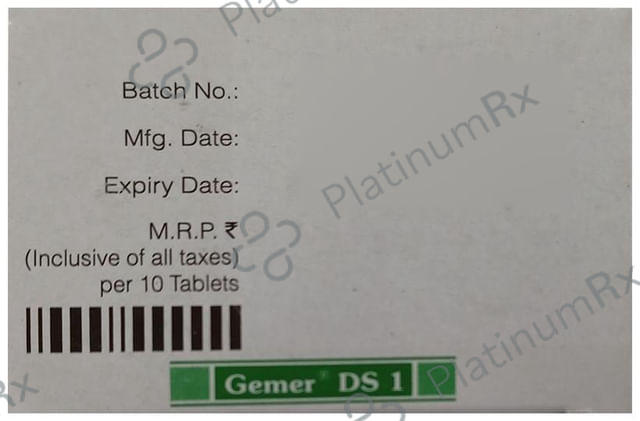 Batch No.:
Mfg. Date:
Expiry Date:
M.R.P. ₹
(Inclusive of all taxes)
per 10 Tablets
Gemer® DS 1
PlatinumRx
PlatinumRx